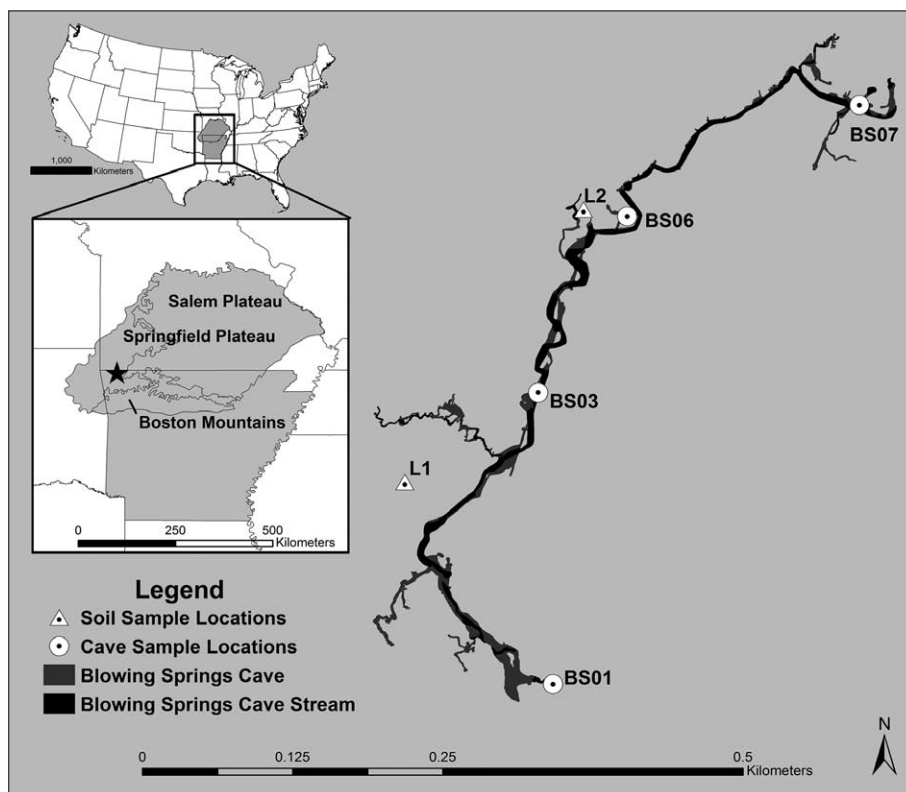 1,000
Kilometers
Salem Plateau
Springfield Plateau
Boston Mountains
0 250 500
Kilometers
BS07
L2
BS06
BS03
L1
BS01
Legend
Soil Sample Locations
Cave Sample Locations
Blowing Springs Cave
Blowing Springs Cave Stream
N
0 0.125 0.25 0.5
Kilometers